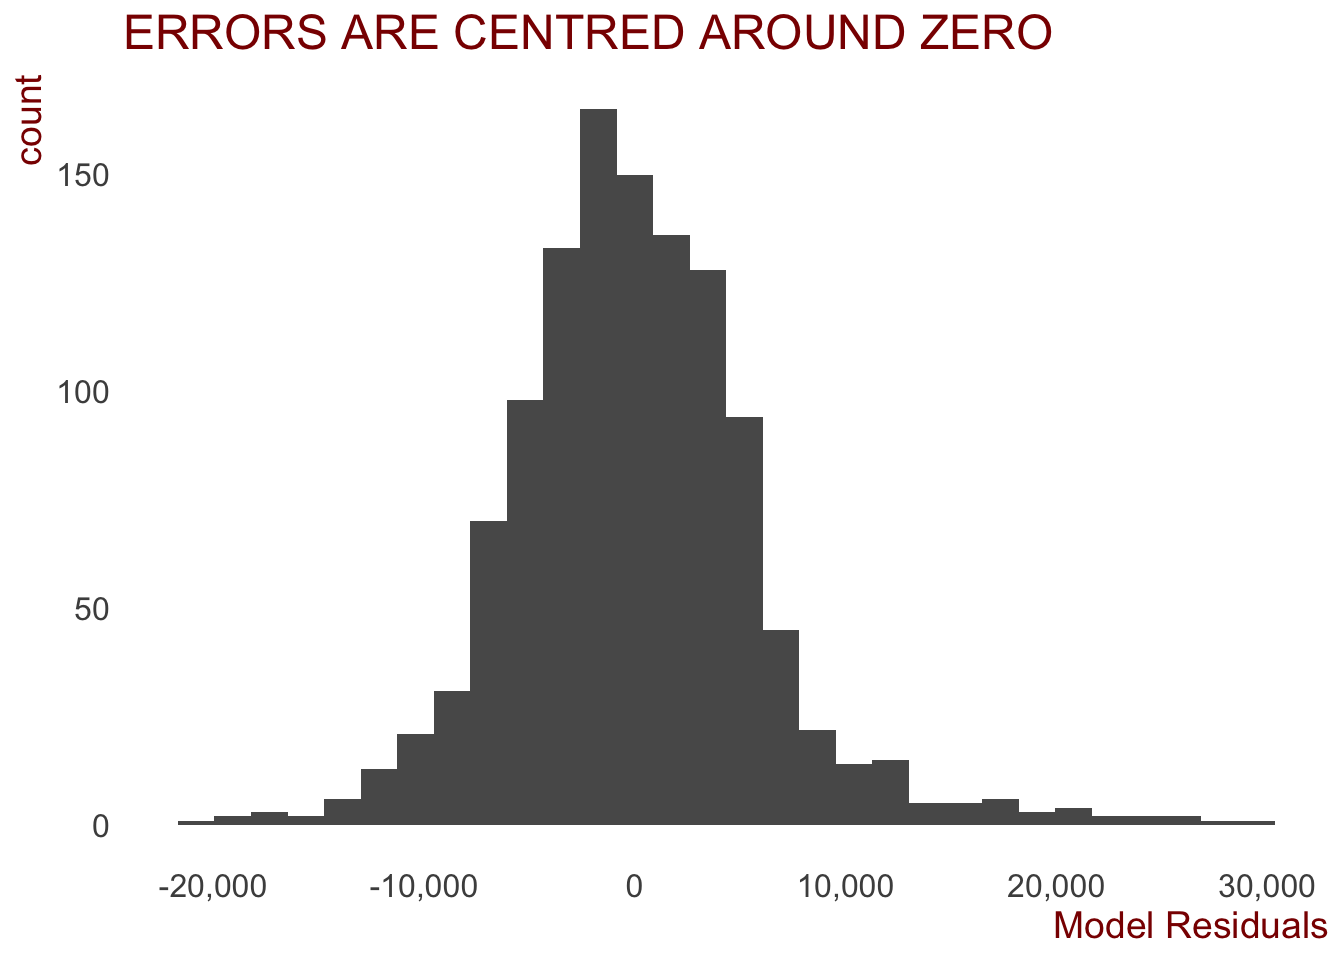 ERRORS ARE CENTRED AROUND ZERO
count
150
100
50
0
-20,000 -10,000 0 10,000 20,000 30,000
Model Residuals